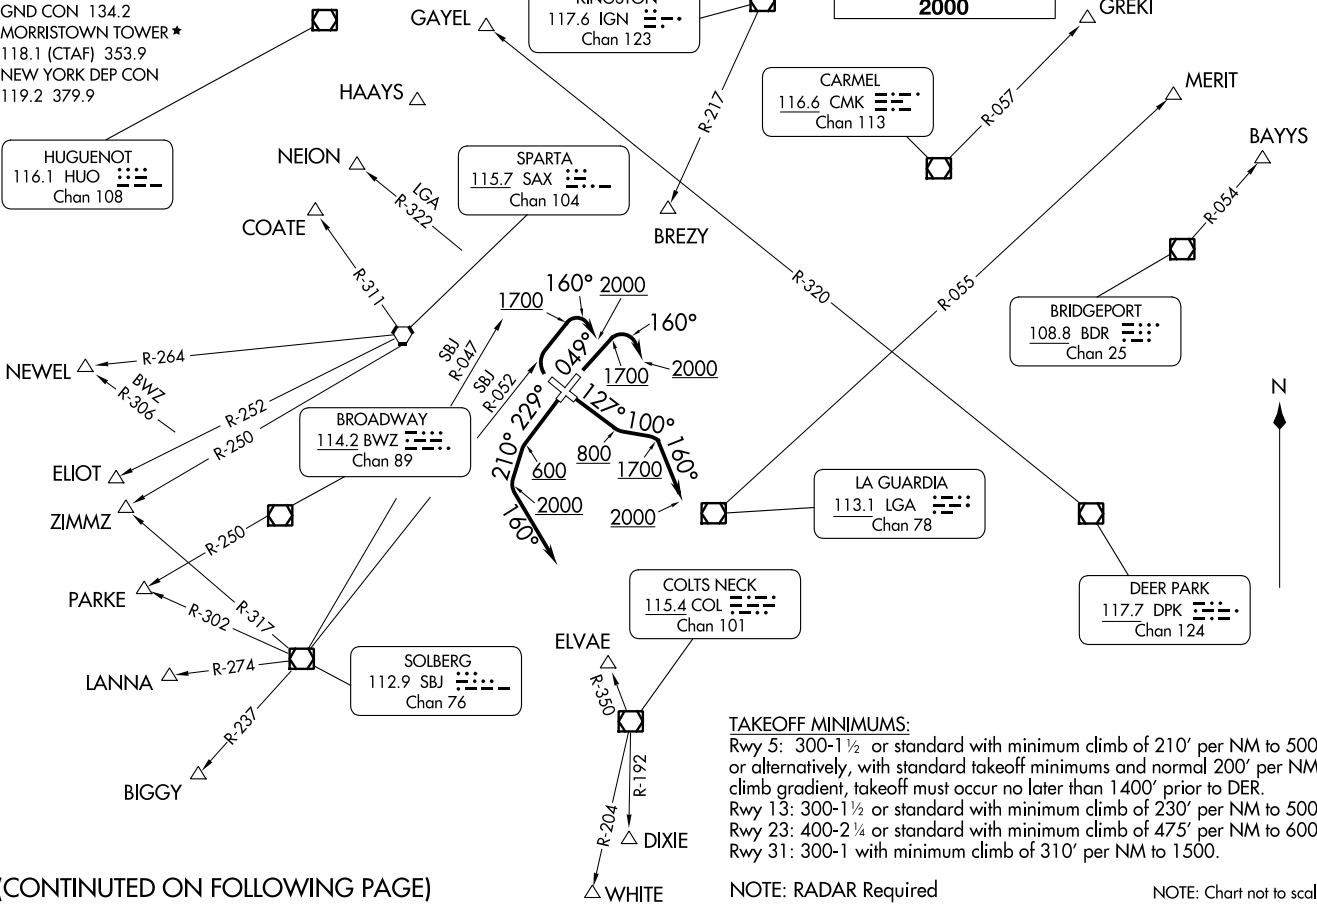 GND CON 134.2
MORRISTOWN TOWER★
118.1 (CTAF) 353.9
NEW YORK DEP CON
119.2 379.9
GAYEL
KINGSTON
117.6 IGN
Chan 123
2000
GREKI
HAAYS
R-217
CARMEL
116.6 CMK
Chan 113
R-057
MERIT
BAYYS
HUGUENOT
116.1 HUO
Chan 108
NEION
LGA
R-322
SPARTA
115.7 SAX
Chan 104
R-054
COATE
BREZY
R-311
R-320
R-055
BRIDGEPORT
108.8 BDR
Chan 25
160°
2000
1700
160°
049°
1700
2000
NEWEL
R-264
BWZ
R-306
SBJ
R-047
SBJ
R-052
R-252
R-250
229°
127°
100°
160°
210°
600
800
1700
2000
2000
160°
N
BROADWAY
114.2 BWZ
Chan 89
ELIOT
ZIMMZ
LA GUARDIA
113.1 LGA
Chan 78
R-250
PARKE
R-302
R-317
COLTS NECK
115.4 COL
Chan 101
DEER PARK
117.7 DPK
Chan 124
ELVAE
R-350
LANNA
R-274
SOLBERG
112.9 SBJ
Chan 76
R-237
BIGGY
R-192
R-204
DIXIE
WHITE
TAKEOFF MINIMUMS:
Rwy 5: 300-1½ or standard with minimum climb of 210' per NM to 500
or alternatively, with standard takeoff minimums and normal 200' per NM
climb gradient, takeoff must occur no later than 1400' prior to DER.
Rwy 13: 300-1½ or standard with minimum climb of 230' per NM to 500
Rwy 23: 400-2¼ or standard with minimum climb of 475' per NM to 600
Rwy 31: 300-1 with minimum climb of 310' per NM to 1500.
(CONTINUTED ON FOLLOWING PAGE)
NOTE: RADAR Required
NOTE: Chart not to scal